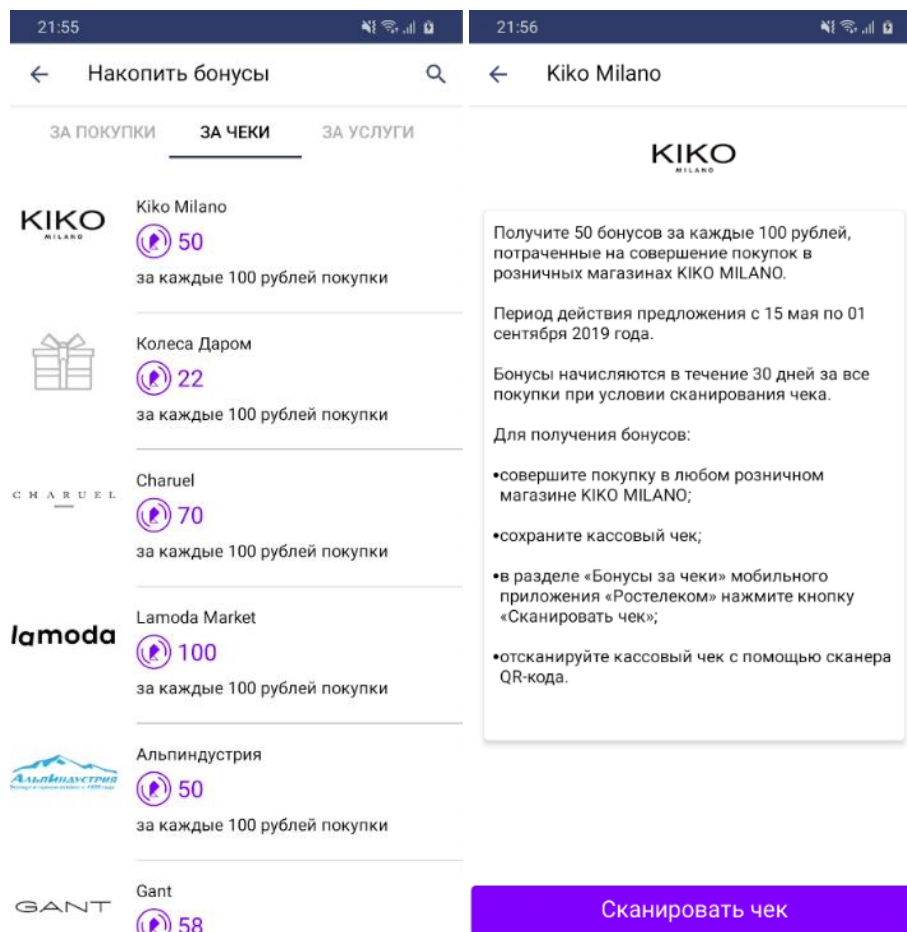 21:55
Накопить бонусы
ЗА ПОКУПКИ ЗА ЧЕКИ ЗА УСЛУГИ
KIKO
MILANO
Kiko Milano
50
за каждые 100 рублей покупки
Колеса Даром
22
за каждые 100 рублей покупки
CHARUEL
Charuel
70
за каждые 100 рублей покупки
lamoda
Lamoda Market
100
за каждые 100 рублей покупки
АльпИндустрия
Альпиндустрия
50
за каждые 100 рублей покупки
GANT
Gant
58
21:56
Kiko Milano
KIKO
MILANO
Получите 50 бонусов за каждые 100 рублей,
потраченные на совершение покупок в
розничных магазинах KIKO MILANO.
Период действия предложения с 15 мая по 01
сентября 2019 года.
Бонусы начисляются в течение 30 дней за все
покупки при условии сканирования чека.
Для получения бонусов:
•совершите покупку в любом розничном
магазине KIKO MILANO;
•сохраните кассовый чек;
•в разделе «Бонусы за чеки» мобильного
приложения «Ростелеком» нажмите кнопку
«Сканировать чек»;
•отсканируйте кассовый чек с помощью сканера
QR-кода.
Сканировать чек